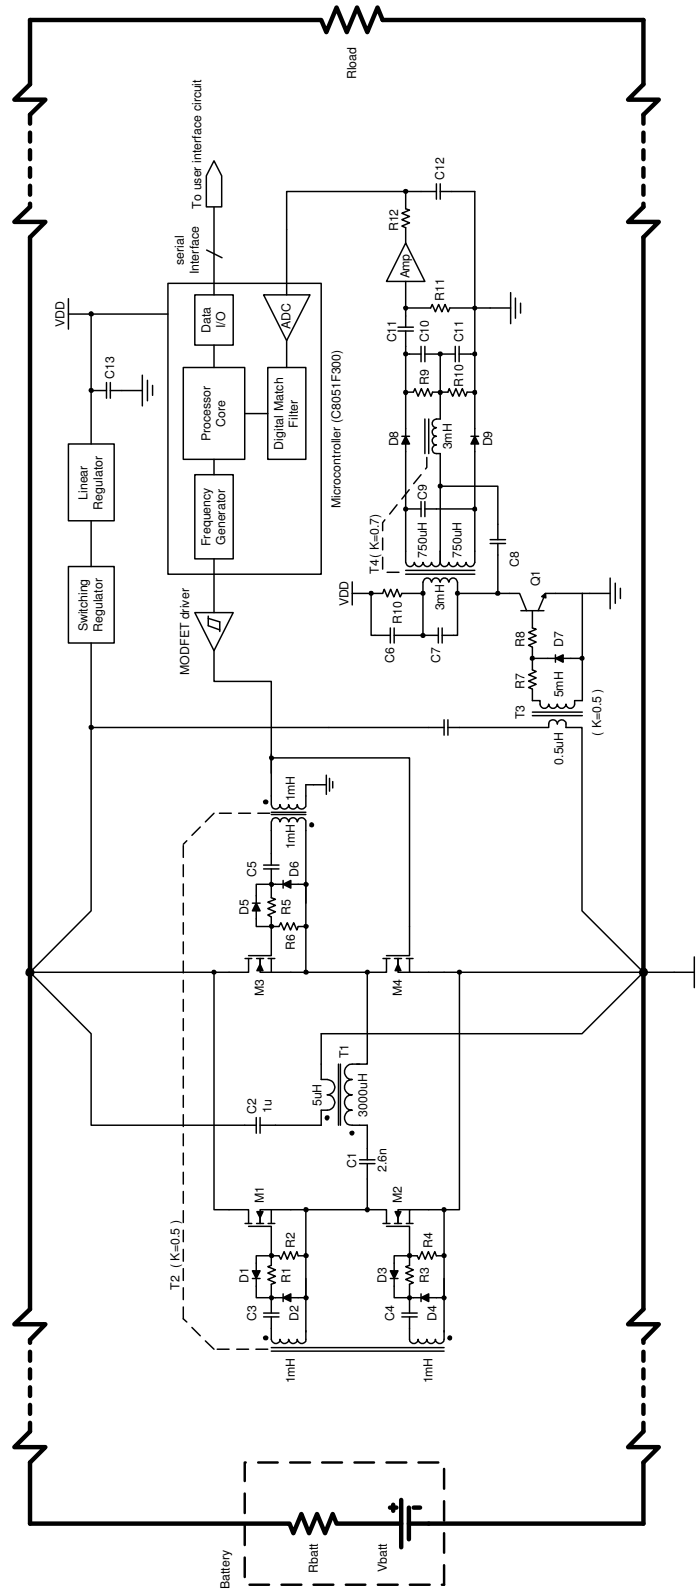 Rload
To user interface circuit
serial
Interface
VDD
C13
Linear
Regulator
Switching
Regulator
Data
I/O
ADC
Processor
Core
Digital Match
Filter
Frequency
Generator
Microcontroller (C8051F300)
MODFET driver
C12
R12
Amp
R11
C11
C10
C11
R9
R10
D8
3mH
D9
C9
T4 ( K=0.7)
750uH
750uH
C8
VDD
R10
3mH
C6
C7
Q1
R8
D7
R7
5mH
T3
0.5uH
( K=0.5 )
1mH
1mH
C5
D6
D5
R5
R6
M3
M4
T1
5uH
3000uH
C2
1u
C1
2.6n
M1
M2
T2 ( K=0.5 )
D1
R1
R2
C3
D2
D3
R3
R4
C4
D4
1mH
1mH
Battery
Rbatt
Vbatt
+
-